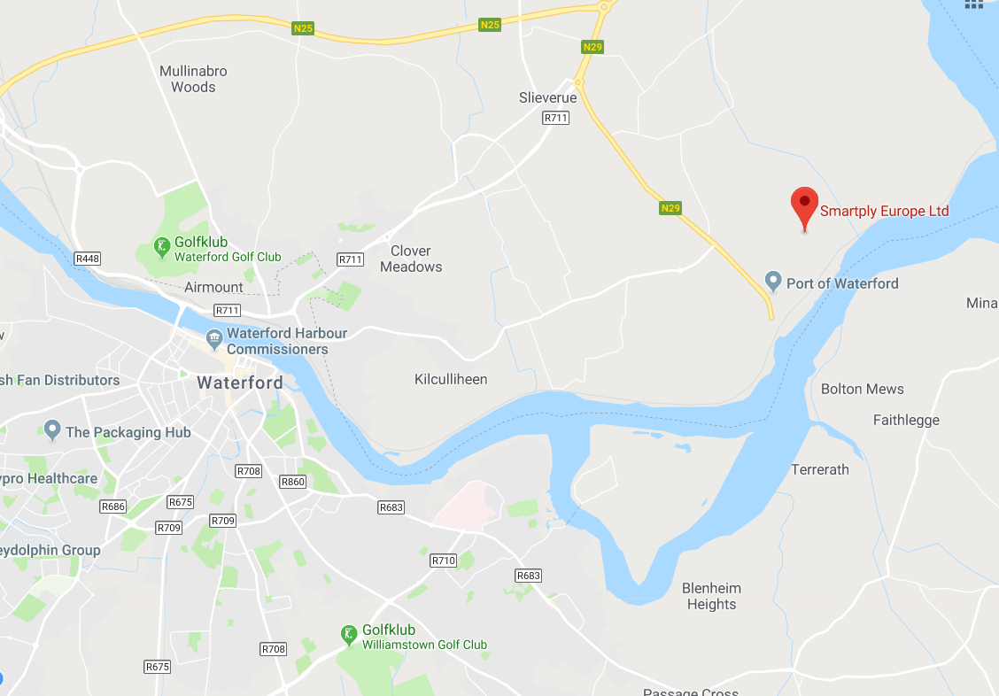 N25
N25
N29
Mullinabro
Woods
Slieverue
R711
N29
Smartply Europe Ltd
Golfklub
Waterford Golf Club
R448
R711
Clover
Meadows
Airmount
Port of Waterford
R711
Mina
Waterford Harbour
Commissioners
sh Fan Distributors
Waterford
Kilculliheen
Bolton Mews
Faithlegge
The Packaging Hub
Terrerath
R708
R860
ypro Healthcare
R686
R675
R683
R709
R709
eydolphin Group
R710
R683
Blenheim
Heights
Golfklub
Williamstown Golf Club
R708
R675
Passage Cross